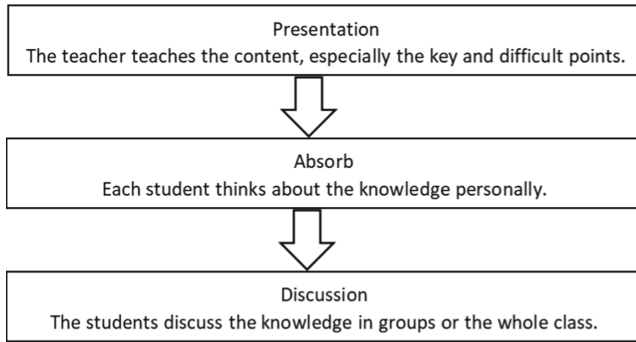 Presentation
The teacher teaches the content, especially the key and difficult points.
Absorb
Each student thinks about the knowledge personally.
Discussion
The students discuss the knowledge in groups or the whole class.